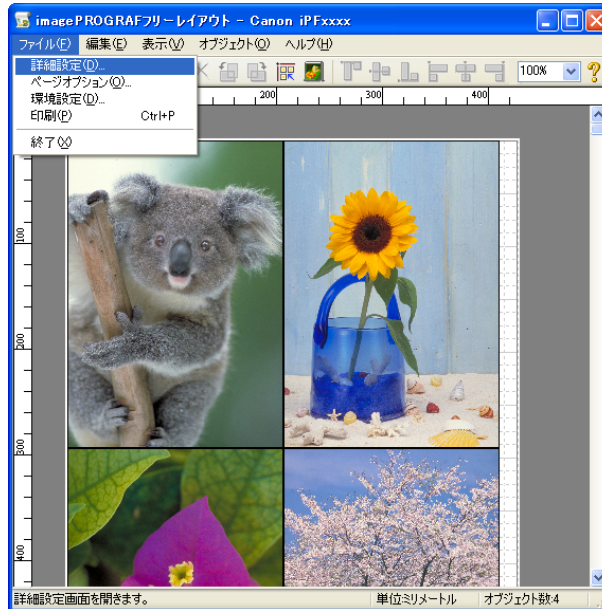 imagePROGRAFフリーレイアウト - Canon iPFxxxx
ファイル(F) 編集(E) 表示(V) オブジェクト(O) ヘルプ(H)
詳細設定(D)...
ページオプション(O)...
環境設定(D)...
印刷(P) Ctrl+P
終了(X)
100%
200 300 400
100
200
300
400
詳細設定画面を開きます。 単位:ミリメートル オブジェクト数:4